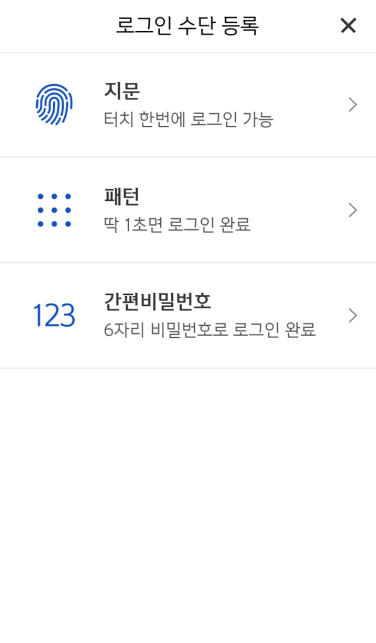 로그인 수단 등록
지문
터치 한번에 로그인 가능
패턴
딱 1초면 로그인 완료
123
간편비밀번호
6자리 비밀번호로 로그인 완료